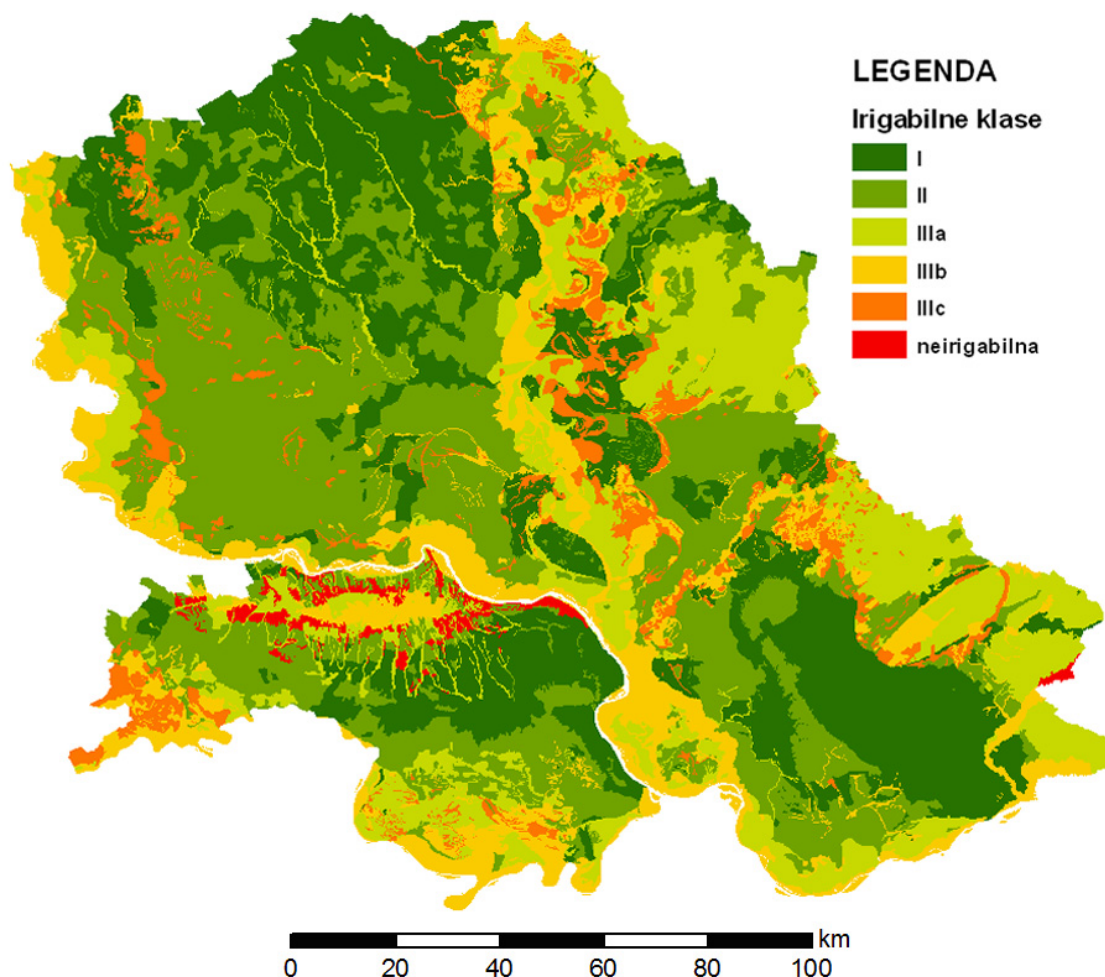 LEGENDA
Irigabilne klase
I
II
IIIa
IIIb
IIIc
neirigabilna
km
0 20 40 60 80 100